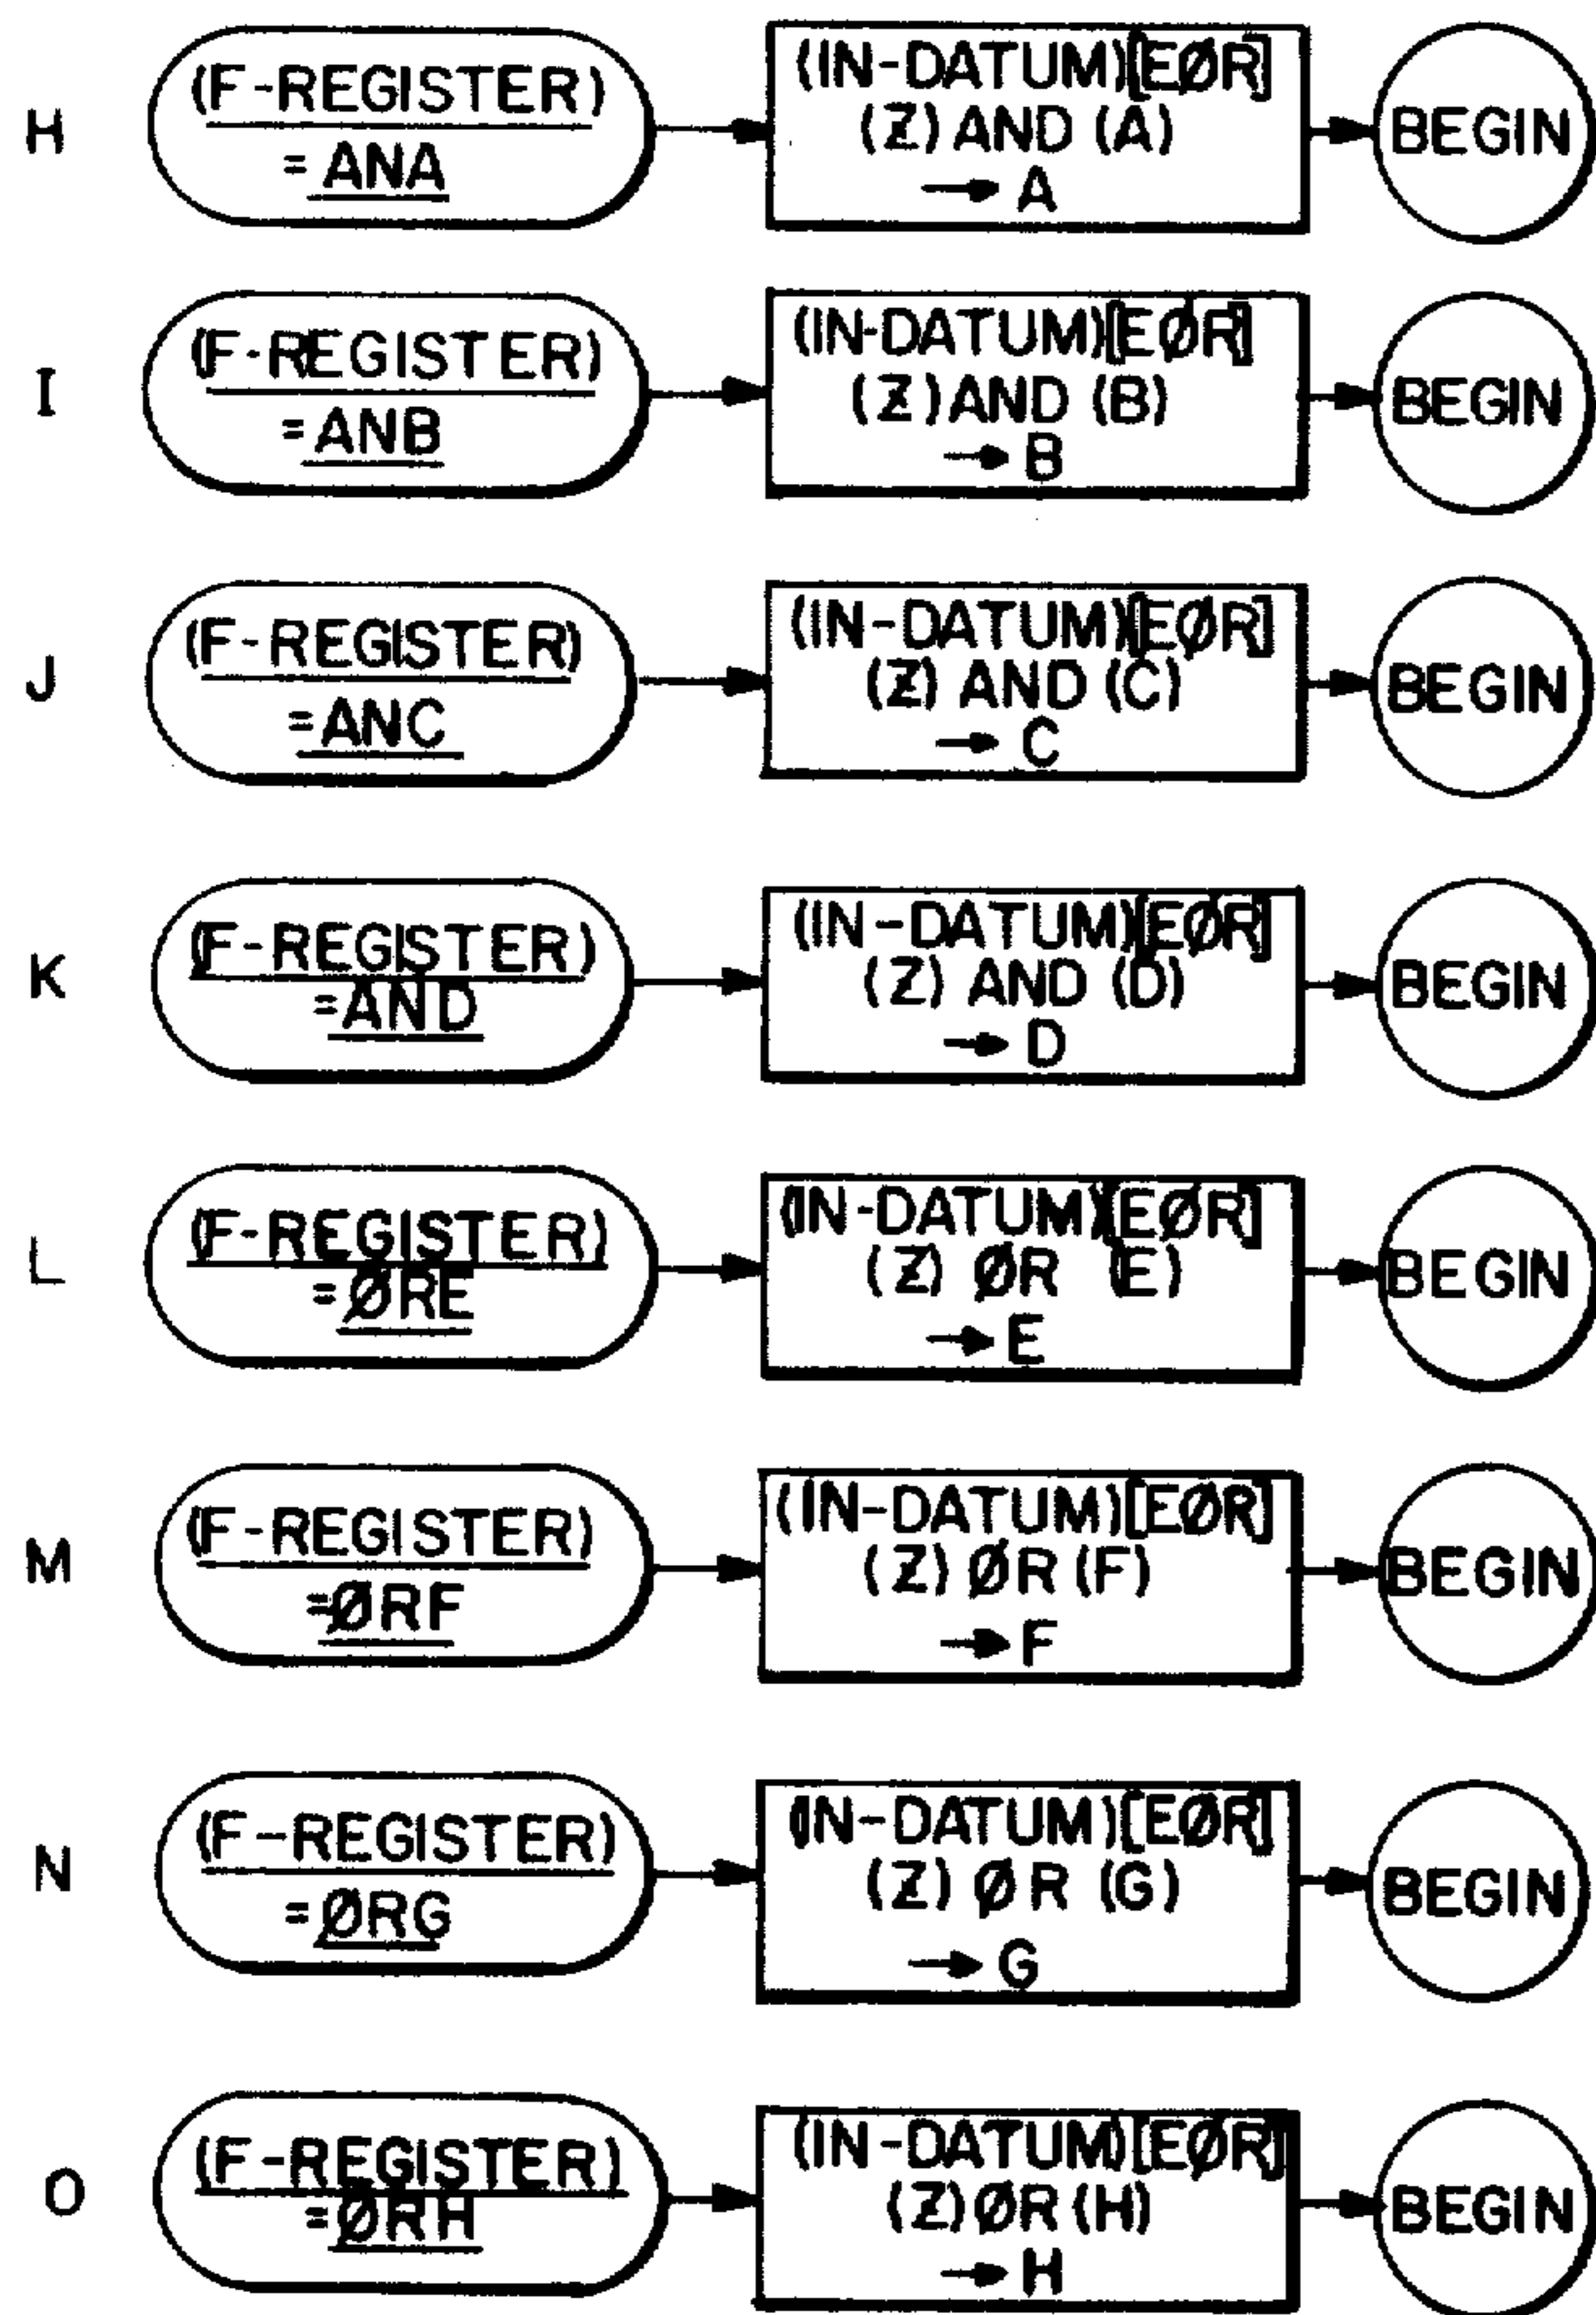 H
(F-REGISTER)
=ANA
(IN-DATUM)[EØR]
(Z) AND (A)
→ A
BEGIN
I
(F-REGISTER)
=ANB
(IN-DATUM)[EØR]
(Z) AND (B)
→ B
BEGIN
J
(F-REGISTER)
=ANC
(IN-DATUM)[EØR]
(Z) AND (C)
→ C
BEGIN
K
(F-REGISTER)
=AND
(IN-DATUM)[EØR]
(Z) AND (D)
→ D
BEGIN
L
(F-REGISTER)
=ØRE
(IN-DATUM)[EØR]
(Z) ØR (E)
→ E
BEGIN
M
(F-REGISTER)
=ØRF
(IN-DATUM)[EØR]
(Z) ØR (F)
→ F
BEGIN
N
(F-REGISTER)
=ØRG
(IN-DATUM)[EØR]
(Z) ØR (G)
→ G
BEGIN
O
(F-REGISTER)
=ØRH
(IN-DATUM)[EØR]
(Z) ØR (H)
→ H
BEGIN